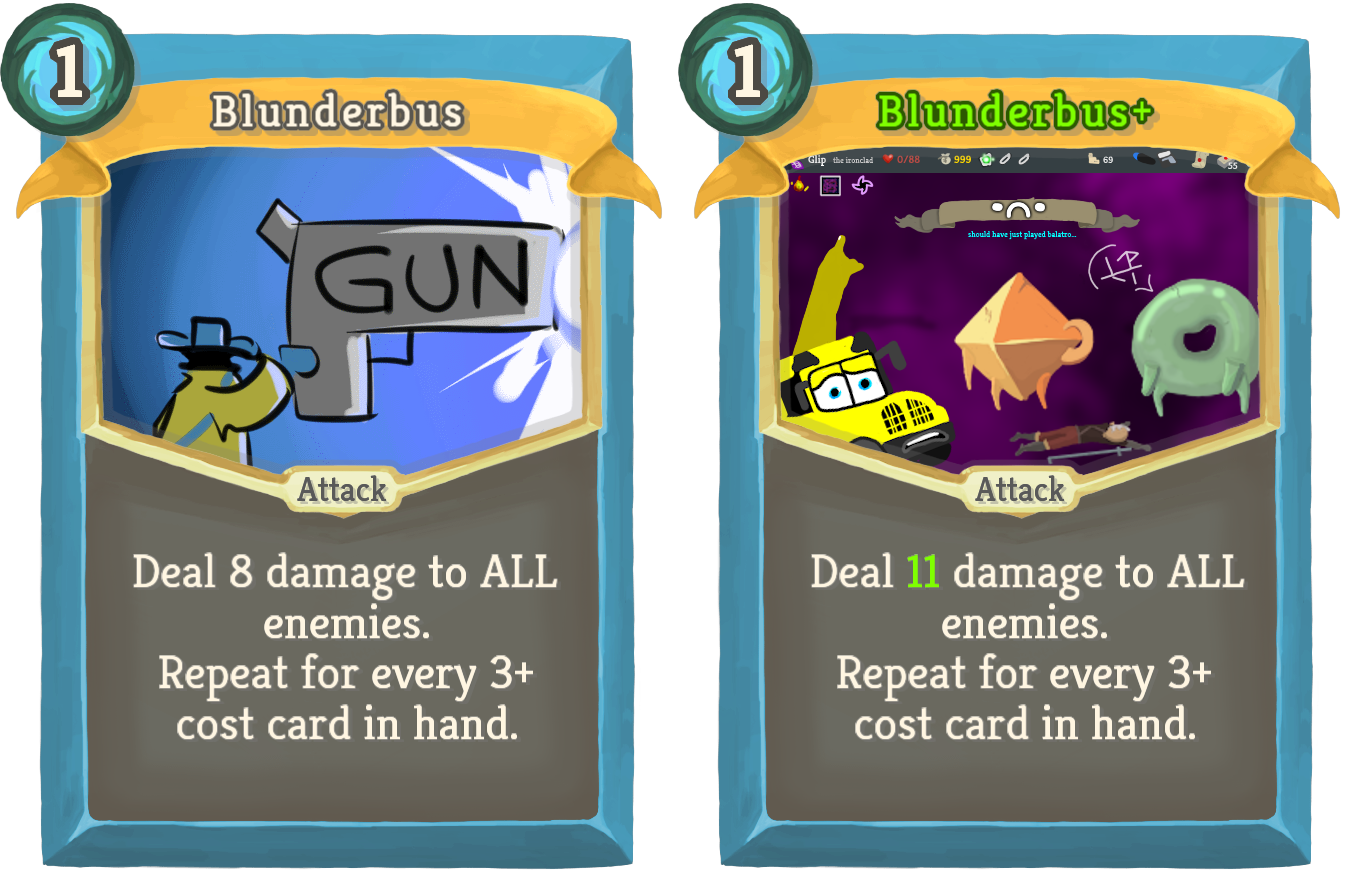 1
Blunderbus
GUN
Attack
Deal 8 damage to ALL
enemies.
Repeat for every 3+
cost card in hand.
1
Blunderbus+
Glip the ironclad 0/88 999 69 55
should have just played balatro...
Attack
Deal 11 damage to ALL
enemies.
Repeat for every 3+
cost card in hand.